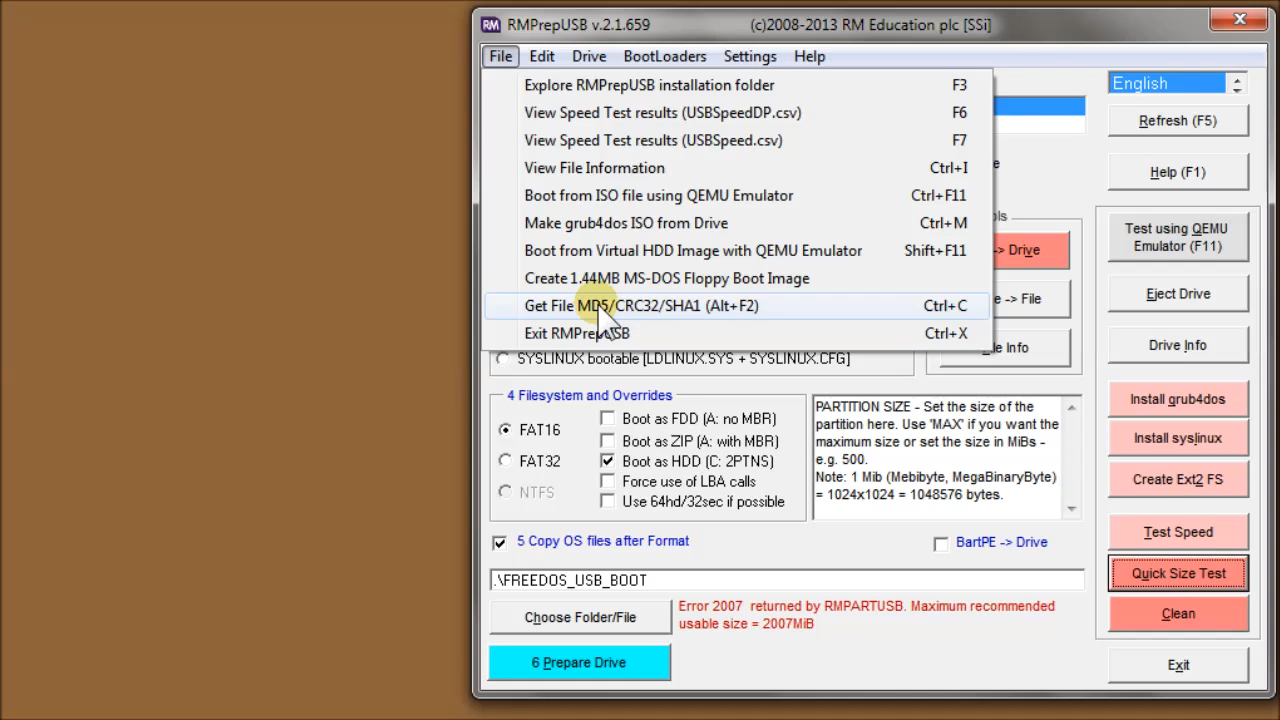 RM RMPrepUSB v.2.1.659 (c)2008-2013 RM Education plc [SSi]
File Edit Drive BootLoaders Settings Help
Explore RMPrepUSB installation folder F3
View Speed Test results (USBSpeedDP.csv) F6
View Speed Test results (USBSpeed.csv) F7
View File Information Ctrl+I
Boot from ISO file using QEMU Emulator Ctrl+F11
Make grub4dos ISO from Drive Ctrl+M
Boot from Virtual HDD Image with QEMU Emulator Shift+F11
Create 1.44MB MS-DOS Floppy Boot Image
Get File MD5/CRC32/SHA1 (Alt+F2) Ctrl+C
Exit RMPrepUSB Ctrl+X
-> Drive
-> File
Info
SYSLINUX bootable [LDLINUX.SYS + SYSLINUX.CFG]
4 Filesystem and Overrides
FAT16
FAT32
NTFS
Boot as FDD (A: no MBR)
Boot as ZIP (A: with MBR)
Boot as HDD (C: 2PTNS)
Force use of LBA calls
Use 64hd/32sec if possible
PARTITION SIZE - Set the size of the
partition here. Use 'MAX' if you want the
maximum size or set the size in MiBs -
e.g. 500.
Note: 1 Mib (Mebibyte, MegaBinaryByte)
= 1024x1024 = 1048576 bytes.
5 Copy OS files after Format
BartPE -> Drive
.\FREEDOS_USB_BOOT
Choose Folder/File
Error 2007 returned by RMPARTUSB. Maximum recommended
usable size = 2007MiB
6 Prepare Drive
English
Refresh (F5)
Help (F1)
Test using QEMU
Emulator (F11)
Eject Drive
Drive Info
Install grub4dos
Install syslinux
Create Ext2 FS
Test Speed
Quick Size Test
Clean
Exit